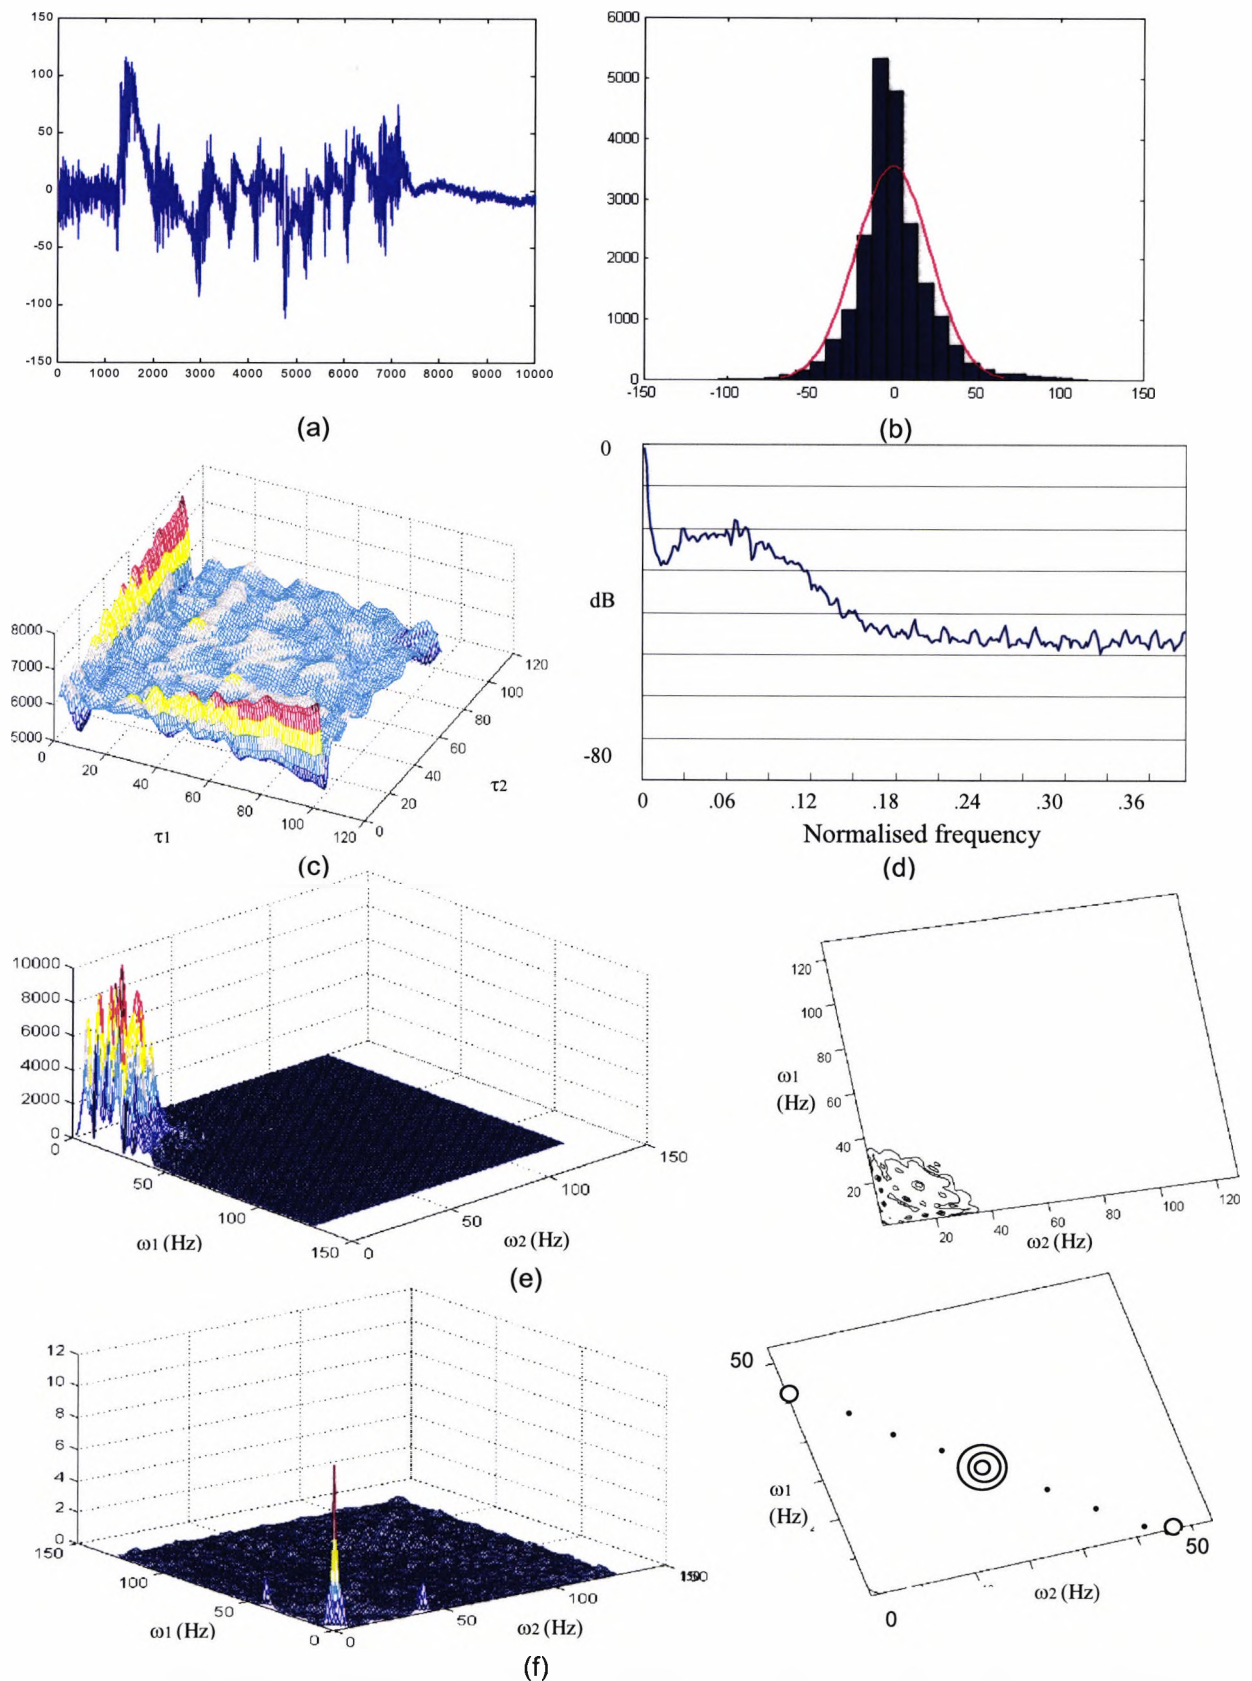 150
100
50
0
-50
-100
-150
0 1000 2000 3000 4000 5000 6000 7000 8000 9000 10000
(a)
6000
5000
4000
3000
2000
1000
0
-150 -100 -50 0 50 100 150
(b)
8000
7000
6000
5000
0 20 40 60 80 100 120
τ1
0 20 40 60 80 100 120
τ2
(c)
0
dB
-80
0 .06 .12 .18 .24 .30 .36
Normalised frequency
(d)
10000
8000
6000
4000
2000
0
0 50 100 150
ω1 (Hz)
0 50 100 150
ω2 (Hz)
120
100
80
60
40
20
ω1
(Hz)
20 40 60 80 100 120
ω2 (Hz)
(e)
12
10
8
6
4
2
0
150 100 50 0
ω1 (Hz)
0 50 100
ω2 (Hz)
50
ω1
(Hz)
0
50
ω2 (Hz)
(f)